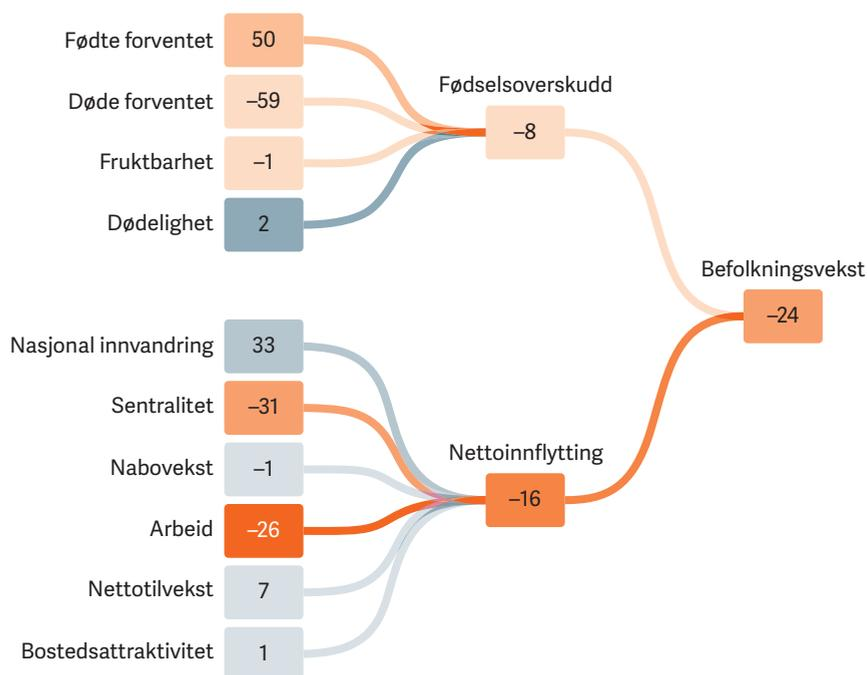 Fødte forventet 50
Døde forventet –59
Fruktbarhet –1
Dødelighet 2
Fødselsoverskudd
–8
Befolkningsvekst
–24
Nasjonal innvandring 33
Sentralitet –31
Nabovekst –1
Arbeid –26
Nettotilvekst 7
Bostedsattraktivitet 1
Nettoinnflytting
–16